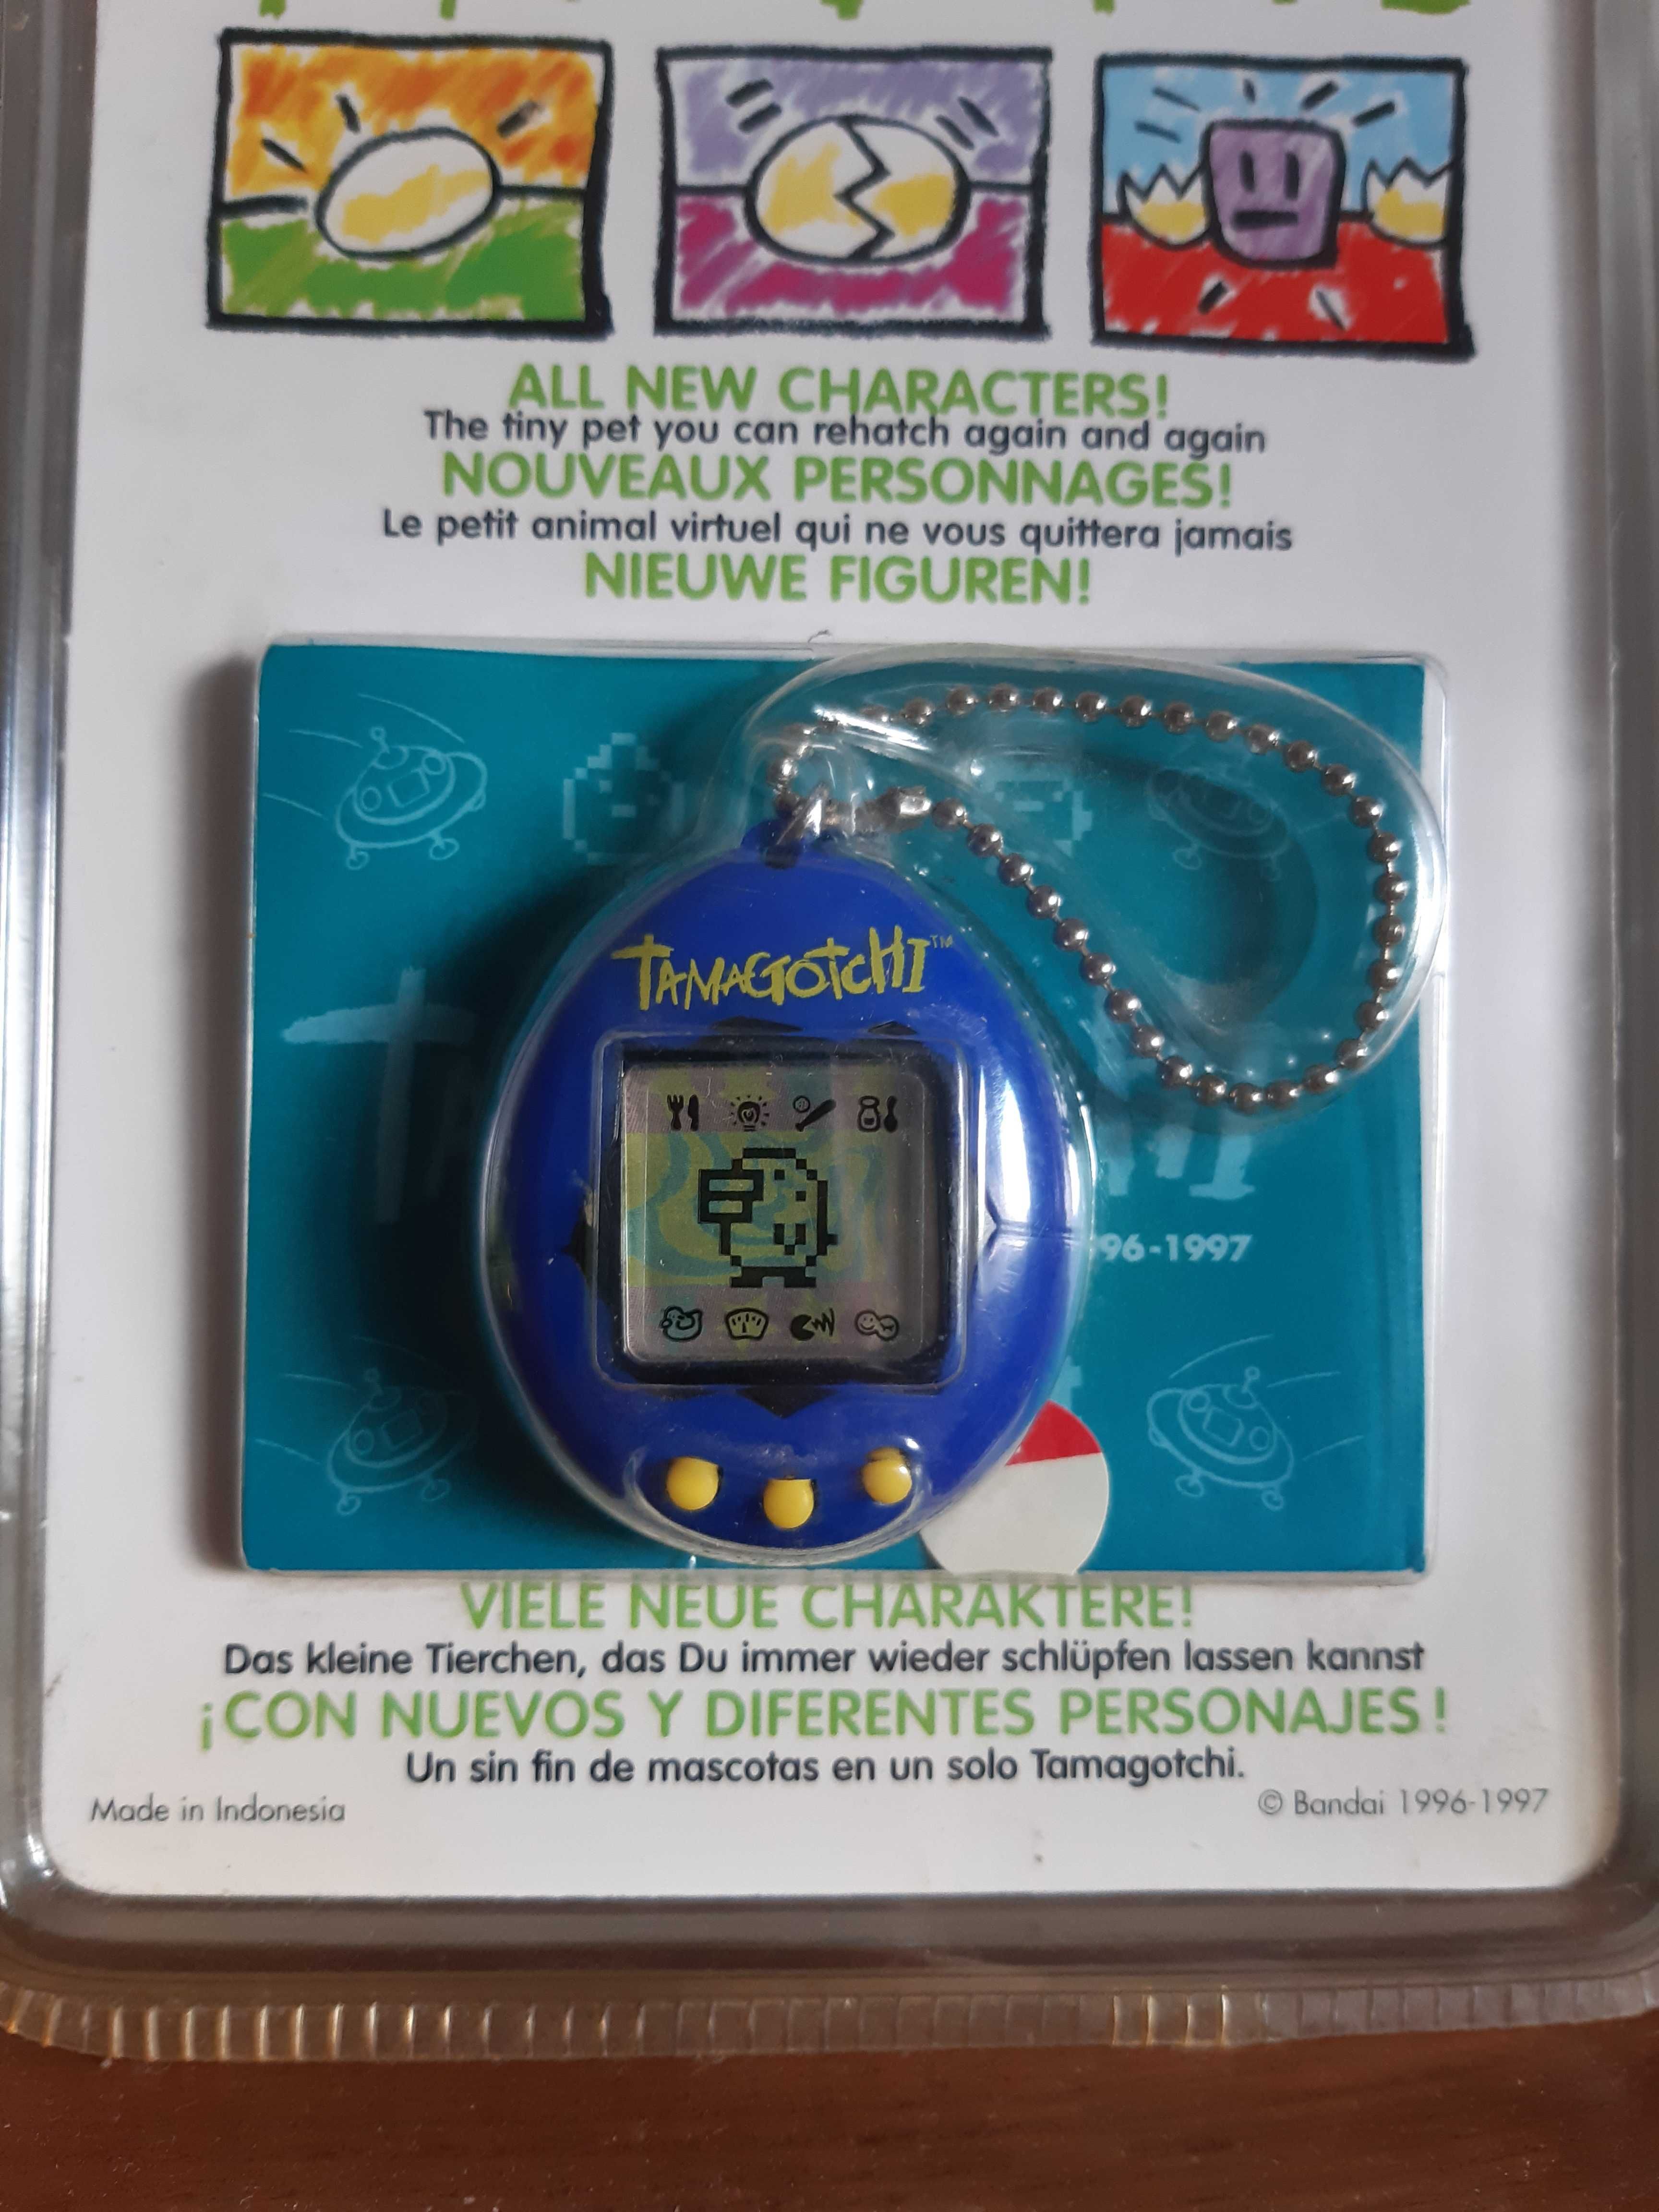 ALL NEW CHARACTERS!
The tiny pet you can rehatch again and again
NOUVEAUX PERSONNAGES!
Le petit animal virtuel qui ne vous quittera jamais
NIEUWE FIGUREN!
TAMAGOTCHI™
96-1997
VIELE NEUE CHARAKTERE!
Das kleine Tierchen, das Du immer wieder schlüpfen lassen kannst
¡CON NUEVOS Y DIFERENTES PERSONAJES!
Un sin fin de mascotas en un solo Tamagotchi.
Made in Indonesia
© Bandai 1996-1997